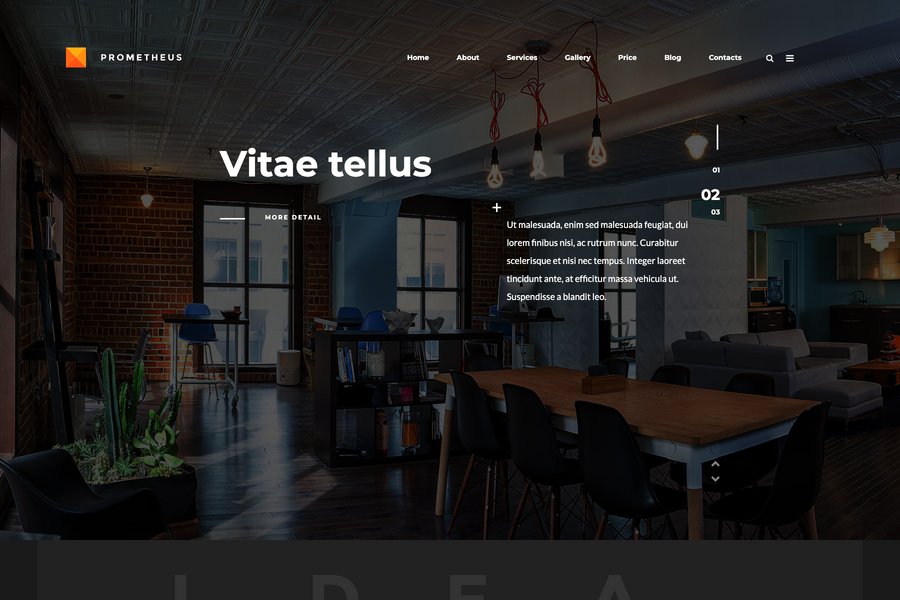 PROMETHEUS
Home About Services Gallery Price Blog Contacts
Vitae tellus
MORE DETAIL
01
02
03
Ut malesuada, enim sed malesuada feugiat, dui
lorem finibus nisi, ac rutrum nunc. Curabitur
scelerisque et nisi nec tempus. Integer laoreet
tincidunt ante, at efficitur massa vehicula ut.
Suspendisse a blandit leo.
I D E A